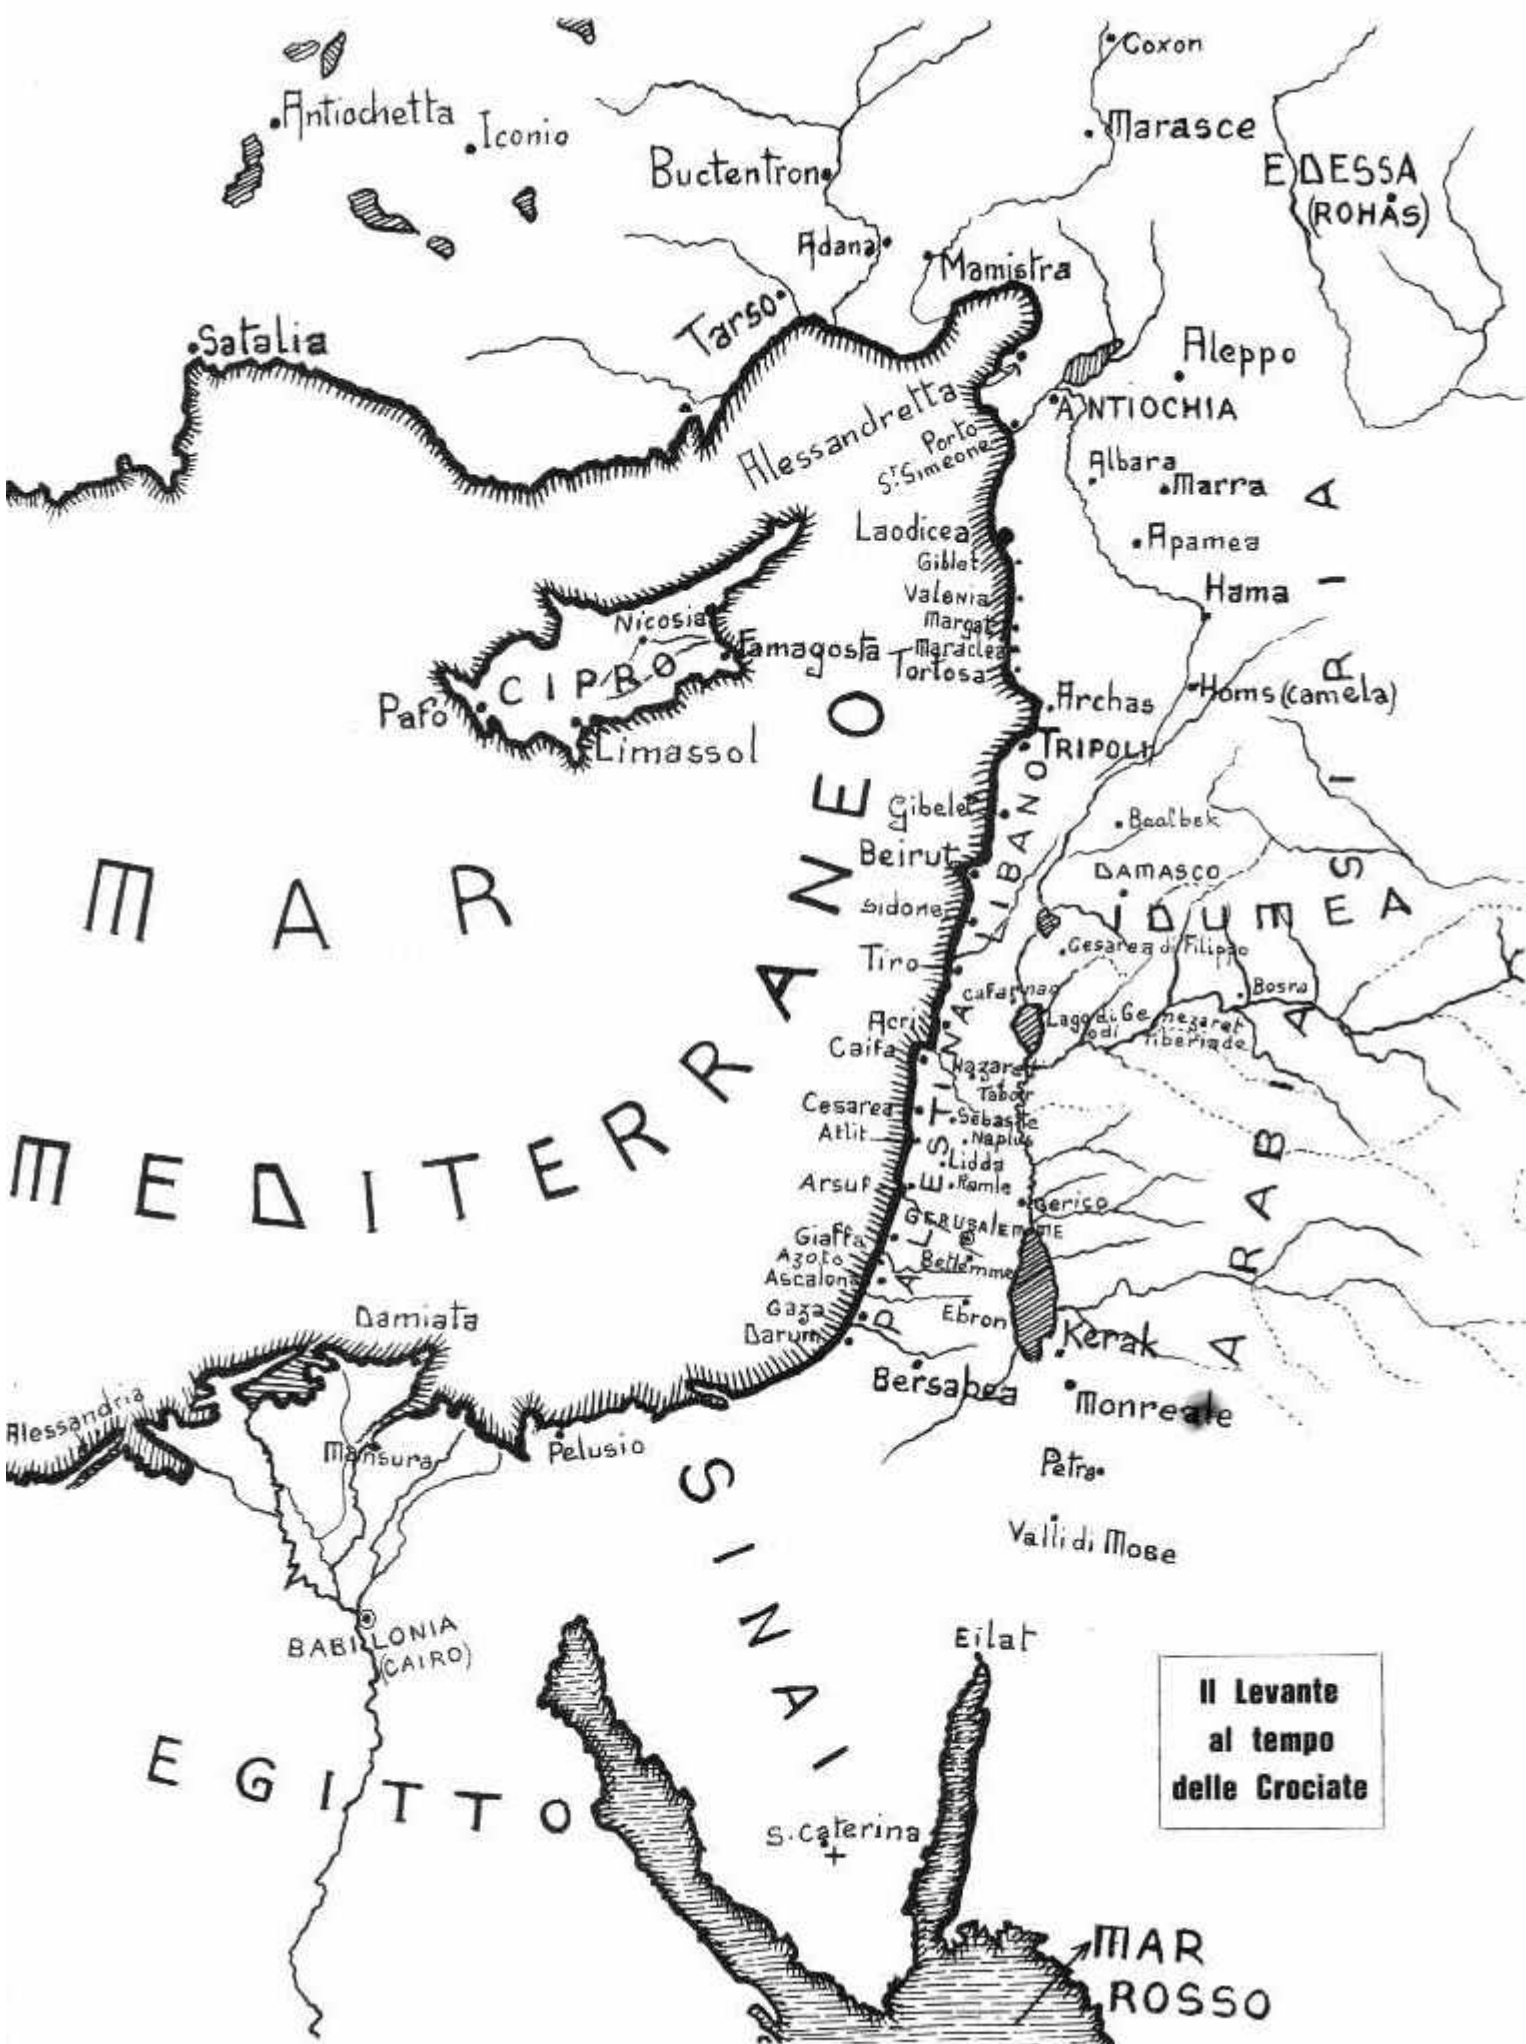 Coxon
Antiochetta
Iconio
Marasce
Buctentron
EDESSA
(ROHAS)
Adana
Mamistra
Tarso
Satalia
Aleppo
Alessandretta
ANTIOCHIA
Porto
S.t Simeone
Albara
Marra
Laodicea
Apamea
Giblet
Hama
Valenia
Nicosia
Margat
Famagosta
Maraclea
Tortosa
CIPRO
Pafo
Archas
Homs (camela)
Limassol
TRIPOLI
SIRIA
LIBANO
Gibelet
Baalbek
Beirut
DAMASCO
MAR
MEDITERRANEO
Sidone
IDUMEA
Cesarea di Filippo
Tiro
Cafarnao
Bosra
Acri
Lago di Genezaret
odi Tiberiade
Caifa
Nazaret
Tabor
Cesarea
Sebaste
Atlit
Naplus
Lidda
Arsuf
Ramle
Gerico
PALESTINA
ARABIA
GERUSALEMME
Giaffa
Azoto
Betlemme
Ascalona
Gaza
Ebron
Darum
Damiata
Kerak
Bersabea
Monreale
Alessandria
Mansura
Pelusio
Petra
Valli di Mose
SINAI
BABILONIA
(CAIRO)
Eilat
EGITTO
S. Caterina
Il Levante
al tempo
delle Crociate
MAR
ROSSO